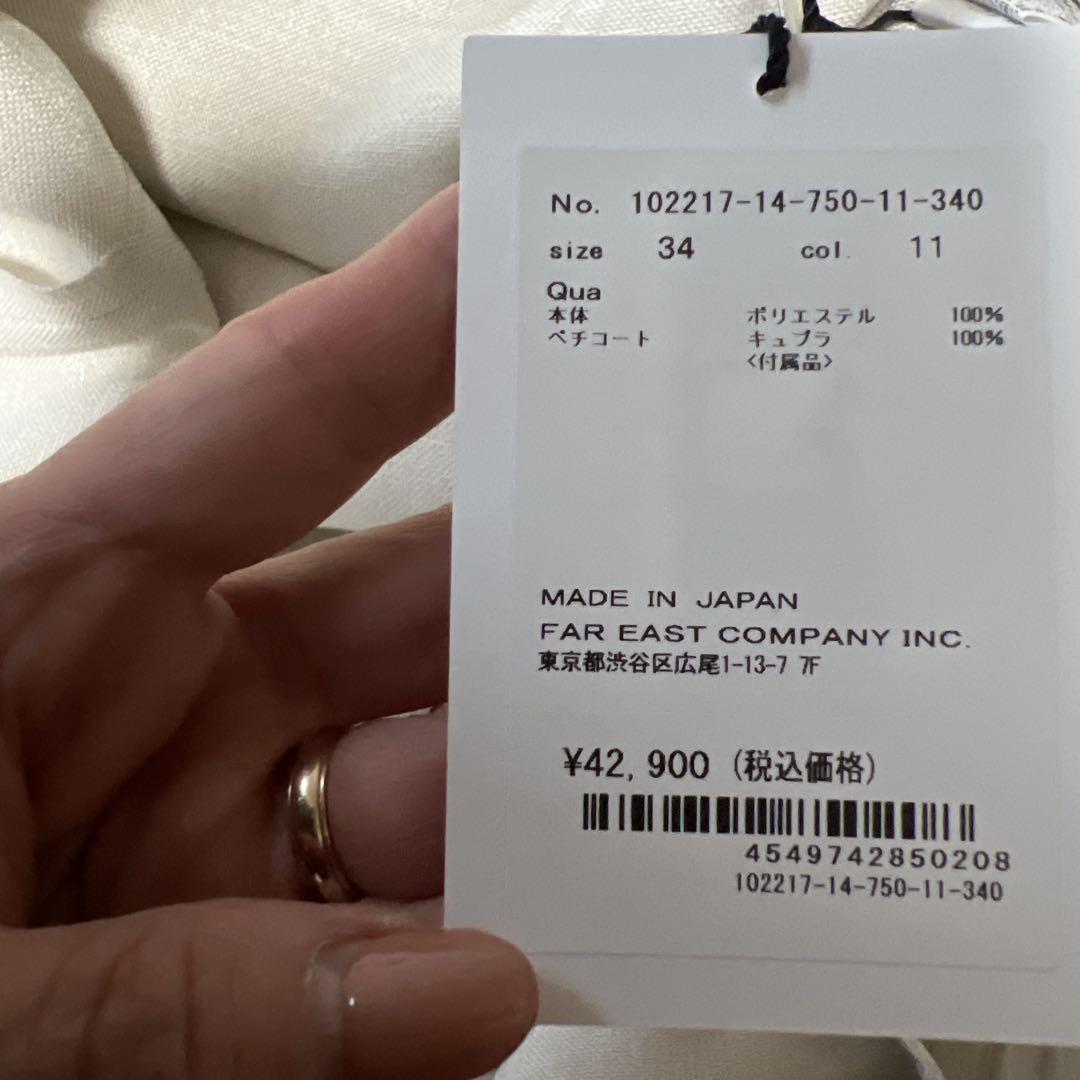 No. 102217-14-750-11-340
size 34 col. 11
Qua
本体 ポリエステル 100%
ペチコート キュプラ 100%
<付属品>
MADE IN JAPAN
FAR EAST COMPANY INC.
東京都渋谷区広尾1-13-7 7F
¥42,900 (税込価格)
4549742850208
102217-14-750-11-340